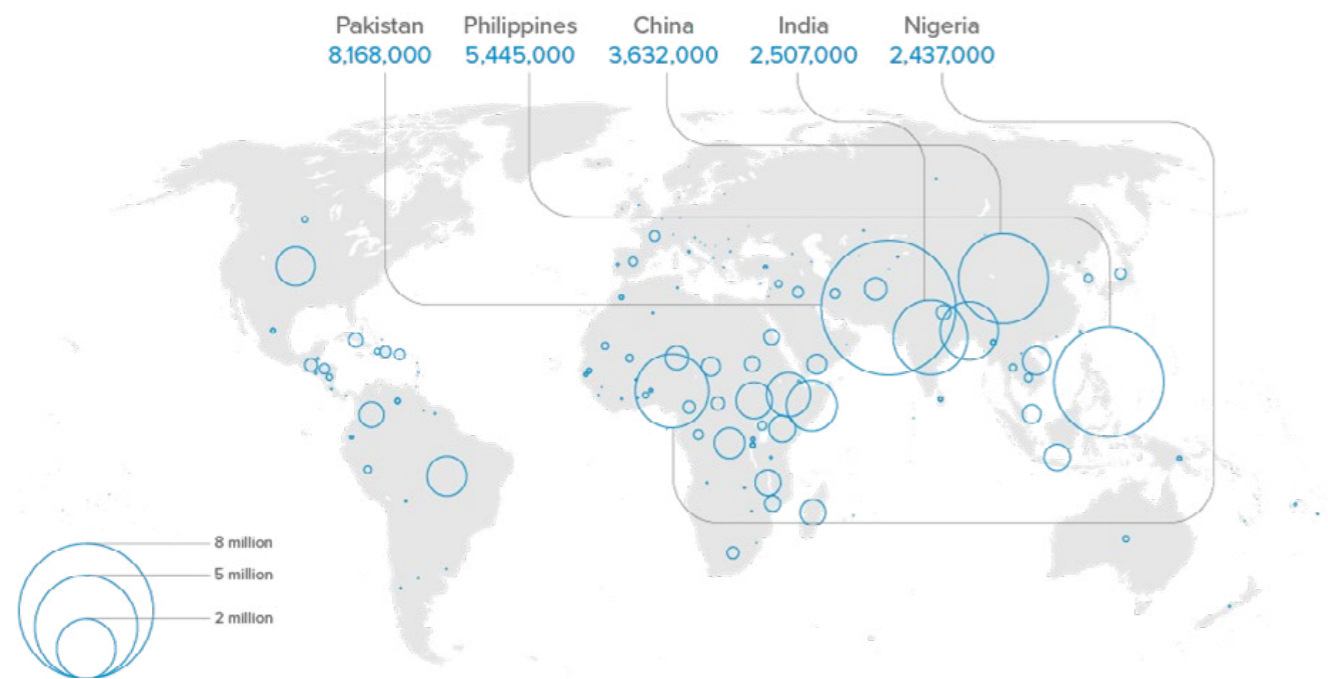 Pakistan Philippines China India Nigeria
8,168,000 5,445,000 3,632,000 2,507,000 2,437,000
8 million
5 million
2 million